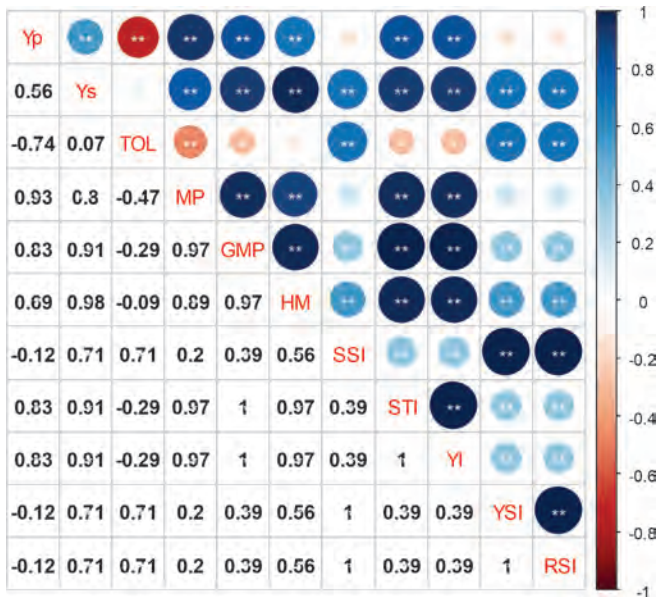 Yp ** ** ** ** ** ** **
0.56 Ys ** ** ** ** ** ** ** **
-0.74 0.07 TOL ** ** ** **
0.93 0.8 -0.47 MP ** ** ** **
0.83 0.91 -0.29 0.97 GMP ** ** **
0.69 0.98 -0.09 0.89 0.97 HM ** ** ** ** **
-0.12 0.71 0.71 0.2 0.39 0.56 SSI ** **
0.83 0.91 -0.29 0.97 1 0.97 0.39 STI **
0.83 0.91 -0.29 0.97 1 0.97 0.39 1 YI
-0.12 0.71 0.71 0.2 0.39 0.56 1 0.39 0.39 YSI **
-0.12 0.71 0.71 0.2 0.39 0.56 1 0.39 0.39 1 RSI
1
0.8
0.6
0.4
0.2
0
-0.2
-0.4
-0.6
-0.8
-1